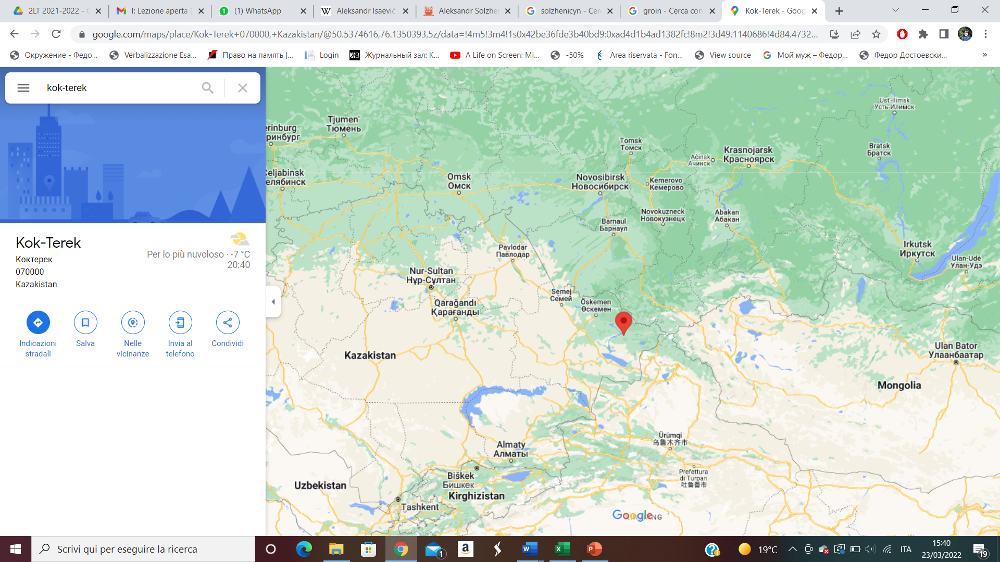 2LT 2021-2022 - G
I: Lezione aperta (
(1) WhatsApp
Aleksandr Isaevič
Aleksandr Solzhe
solzhenicyn - Cer
groin - Cerca con
Kok-Terek - Goog
google.com/maps/place/Kok-Terek+070000,+Kazakistan/@50.5374616,76.1350393,5z/data=!4m5!3m4!1s0x42be36fde3b40bd9:0xad4d1b4ad1382fc!8m2!3d49.1140686!4d84.4732...
Окружение - Федо...
Verbalizzazione Esa...
Право на память |...
Login
Журнальный зал: К...
A Life on Screen: Mi...
-50%
Area riservata - Fon...
View source
Мой муж – Федор...
Федор Достоевски...
»
kok-terek
Kok-Terek
Көктерек
070000
Kazakistan
Per lo più nuvoloso · -7 °C
20:40
Indicazioni
stradali
Salva
Nelle
vicinanze
Invia al
telefono
Condividi
Ust'-Ilimsk
Усть-Илимск
Tjumen'
Тюмень
erinburg
ринбург
Tomsk
Томск
Bratsk
Братск
Ačinsk
Ачинск
Krasnojarsk
Красноярск
Čeljabinsk
елябинск
Omsk
Омск
Novosibirsk
Новосибирск
Kemerovo
Кемерово
Novokuzneck
Новокузнецк
Abakan
Абакан
Barnaul
Барнаул
Irkutsk
Иркутск
Ulan-Udė
Улан-Удэ
Pavlodar
Павлодар
Nur-Sultan
Нұр-Сұлтан
Semej
Семей
Öskemen
Өскемен
Qarağandı
Қарағанды
Kazakistan
Ulan Bator
Улаанбаатар
Mongolia
Ürümqi
乌鲁木齐市
Almaty
Алматы
Biškek
Бишкек
Prefettura
di Turpan
吐鲁番市
Uzbekistan
Kirghizistan
Tashkent
Google
NG
Scrivi qui per eseguire la ricerca
1
19°C
ITA
15:40
23/03/2022
19